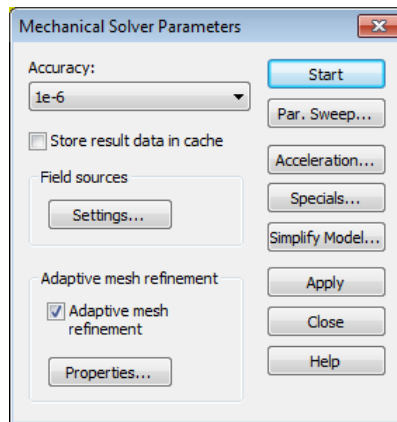 Mechanical Solver Parameters
Accuracy:
1e-6
Store result data in cache
Field sources
Settings...
Adaptive mesh refinement
Adaptive mesh
refinement
Properties...
Start
Par. Sweep...
Acceleration...
Specials...
Simplify Model...
Apply
Close
Help